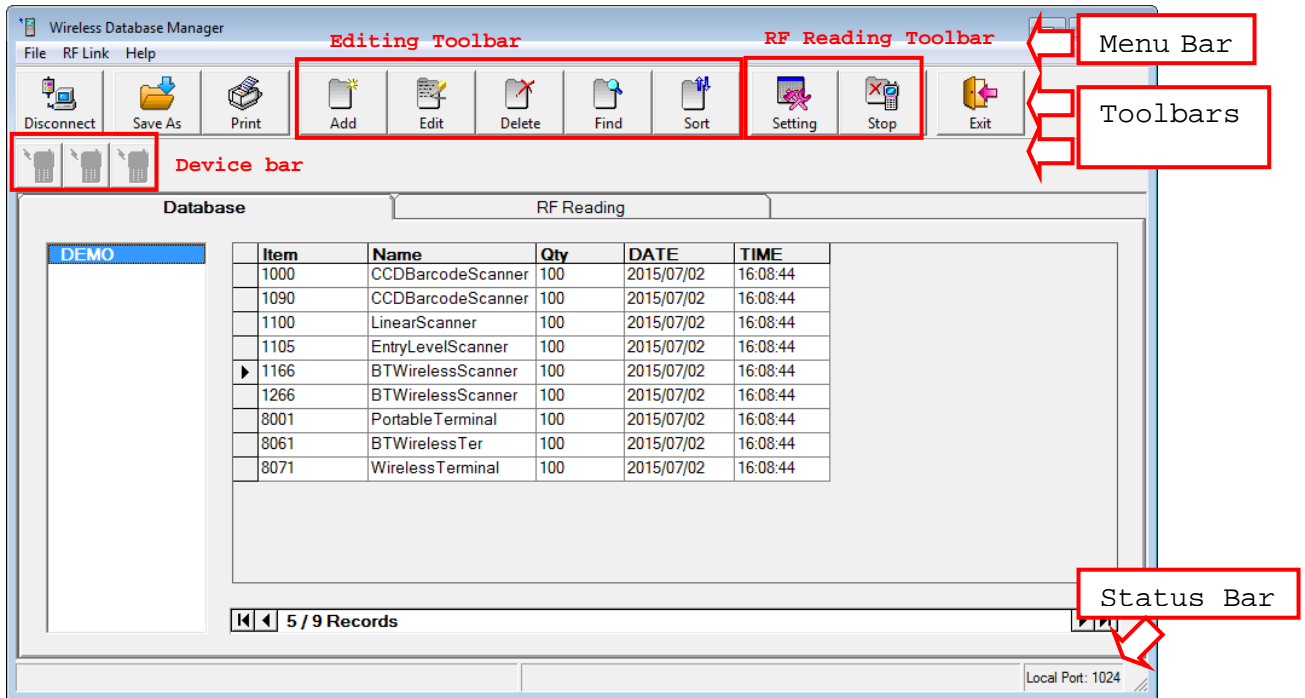 Wireless Database Manager
File RF Link Help
Editing Toolbar
RF Reading Toolbar
Menu Bar
Disconnect Save As Print Add Edit Delete Find Sort Setting Stop Exit
Toolbars
Device bar
Database RF Reading
DEMO
Item Name Qty DATE TIME
1000 CCDBarcodeScanner 100 2015/07/02 16:08:44
1090 CCDBarcodeScanner 100 2015/07/02 16:08:44
1100 LinearScanner 100 2015/07/02 16:08:44
1105 EntryLevelScanner 100 2015/07/02 16:08:44
1166 BTWirelessScanner 100 2015/07/02 16:08:44
1266 BTWirelessScanner 100 2015/07/02 16:08:44
8001 PortableTerminal 100 2015/07/02 16:08:44
8061 BTWirelessTer 100 2015/07/02 16:08:44
8071 WirelessTerminal 100 2015/07/02 16:08:44
Status Bar
5 / 9 Records
Local Port: 1024